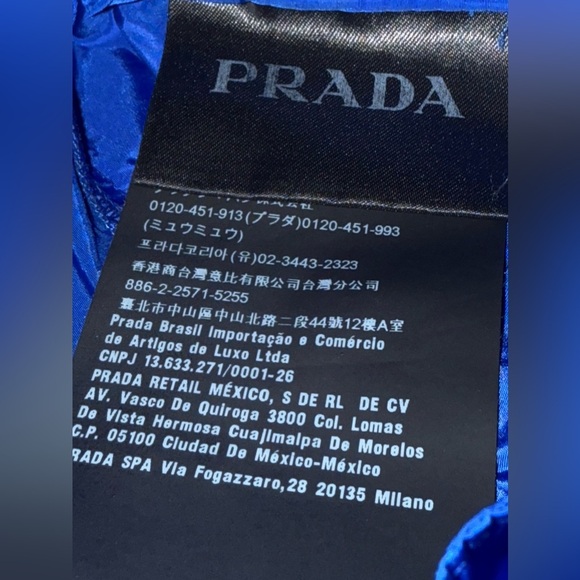 PRADA
0120-451-913(プラダ)0120-451-993
(ミュウミュウ)
프라다코리아(유)02-3443-2323
香港商台灣意比有限公司台灣分公司
886-2-2571-5255
臺北市中山區中山北路二段44號12樓A室
Prada Brasil Importação e Comércio
de Artigos de Luxo Ltda
CNPJ 13.633.271/0001-26
PRADA RETAIL MÉXICO, S DE RL DE CV
AV. Vasco De Quiroga 3800 Col. Lomas
De Vista Hermosa Cuajimalpa De Morelos
C.P. 05100 Ciudad De México-México
RADA SPA Via Fogazzaro,28 20135 Milano